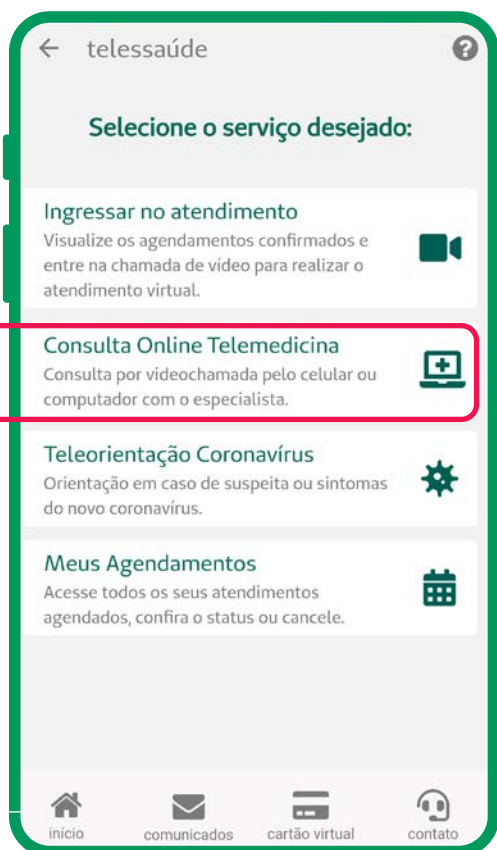 telessaúde
Selecione o serviço desejado:
Ingressar no atendimento
Visualize os agendamentos confirmados e
entre na chamada de vídeo para realizar o
atendimento virtual.
Consulta Online Telemedicina
Consulta por videochamada pelo celular ou
computador com o especialista.
Teleorientação Coronavírus
Orientação em caso de suspeita ou sintomas
do novo coronavírus.
Meus Agendamentos
Acesse todos os seus atendimentos
agendados, confira o status ou cancele.
início comunicados cartão virtual contato